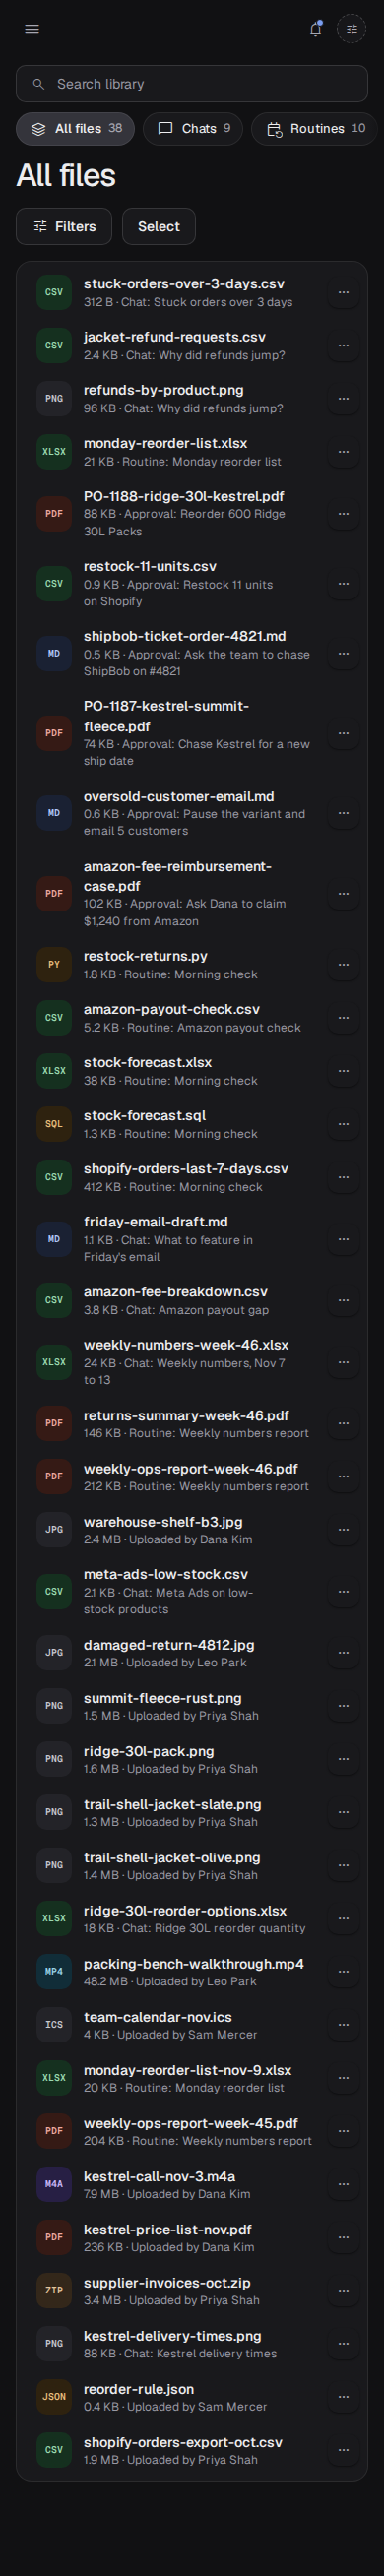 Search library
All files 38
Chats 9
Routines 10
All files
Filters
Select
CSV
stuck-orders-over-3-days.csv
312 B · Chat: Stuck orders over 3 days
CSV
jacket-refund-requests.csv
2.4 KB · Chat: Why did refunds jump?
PNG
refunds-by-product.png
96 KB · Chat: Why did refunds jump?
XLSX
monday-reorder-list.xlsx
21 KB · Routine: Monday reorder list
PDF
PO-1188-ridge-30l-kestrel.pdf
88 KB · Approval: Reorder 600 Ridge
30L Packs
CSV
restock-11-units.csv
0.9 KB · Approval: Restock 11 units
on Shopify
MD
shipbob-ticket-order-4821.md
0.5 KB · Approval: Ask the team to chase
ShipBob on #4821
PDF
PO-1187-kestrel-summit-
fleece.pdf
74 KB · Approval: Chase Kestrel for a new
ship date
MD
oversold-customer-email.md
0.6 KB · Approval: Pause the variant and
email 5 customers
PDF
amazon-fee-reimbursement-
case.pdf
102 KB · Approval: Ask Dana to claim
$1,240 from Amazon
PY
restock-returns.py
1.8 KB · Routine: Morning check
CSV
amazon-payout-check.csv
5.2 KB · Routine: Amazon payout check
XLSX
stock-forecast.xlsx
38 KB · Routine: Morning check
SQL
stock-forecast.sql
1.3 KB · Routine: Morning check
CSV
shopify-orders-last-7-days.csv
412 KB · Routine: Morning check
MD
friday-email-draft.md
1.1 KB · Chat: What to feature in
Friday's email
CSV
amazon-fee-breakdown.csv
3.8 KB · Chat: Amazon payout gap
XLSX
weekly-numbers-week-46.xlsx
24 KB · Chat: Weekly numbers, Nov 7
to 13
PDF
returns-summary-week-46.pdf
146 KB · Routine: Weekly numbers report
PDF
weekly-ops-report-week-46.pdf
212 KB · Routine: Weekly numbers report
JPG
warehouse-shelf-b3.jpg
2.4 MB · Uploaded by Dana Kim
CSV
meta-ads-low-stock.csv
2.1 KB · Chat: Meta Ads on low-
stock products
JPG
damaged-return-4812.jpg
2.1 MB · Uploaded by Leo Park
PNG
summit-fleece-rust.png
1.5 MB · Uploaded by Priya Shah
PNG
ridge-30l-pack.png
1.6 MB · Uploaded by Priya Shah
PNG
trail-shell-jacket-slate.png
1.3 MB · Uploaded by Priya Shah
PNG
trail-shell-jacket-olive.png
1.4 MB · Uploaded by Priya Shah
XLSX
ridge-30l-reorder-options.xlsx
18 KB · Chat: Ridge 30L reorder quantity
MP4
packing-bench-walkthrough.mp4
48.2 MB · Uploaded by Leo Park
ICS
team-calendar-nov.ics
4 KB · Uploaded by Sam Mercer
XLSX
monday-reorder-list-nov-9.xlsx
20 KB · Routine: Monday reorder list
PDF
weekly-ops-report-week-45.pdf
204 KB · Routine: Weekly numbers report
M4A
kestrel-call-nov-3.m4a
7.9 MB · Uploaded by Dana Kim
PDF
kestrel-price-list-nov.pdf
236 KB · Uploaded by Dana Kim
ZIP
supplier-invoices-oct.zip
3.4 MB · Uploaded by Priya Shah
PNG
kestrel-delivery-times.png
88 KB · Chat: Kestrel delivery times
JSON
reorder-rule.json
0.4 KB · Uploaded by Sam Mercer
CSV
shopify-orders-export-oct.csv
1.9 MB · Uploaded by Priya Shah